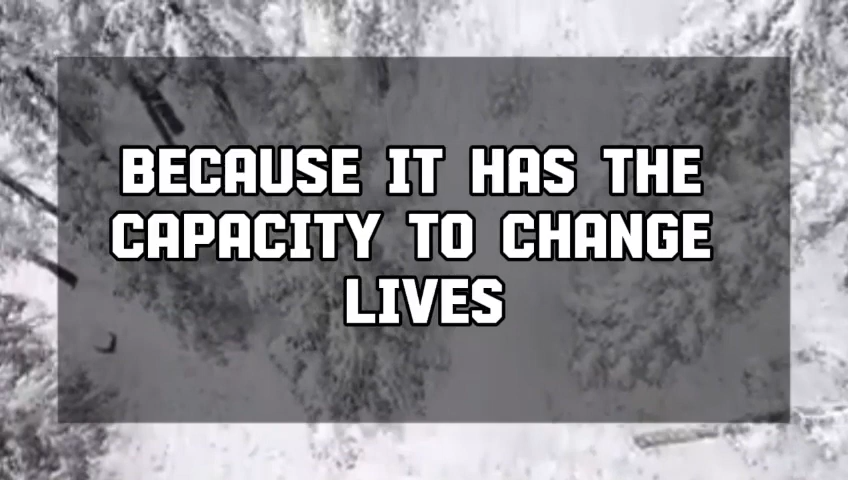 BECAUSE IT HAS THE
CAPACITY TO CHANGE
LIVES